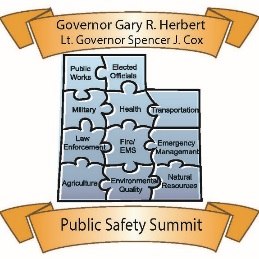 Governor Gary R. Herbert
Lt. Governor Spencer J. Cox
Public
Works
Elected
Officials
Military
Health
Transportation
Law
Enforcement
Fire/
EMS
Emergency
Management
Agriculture
Environmental
Quality
Natural
Resources
Public Safety Summit